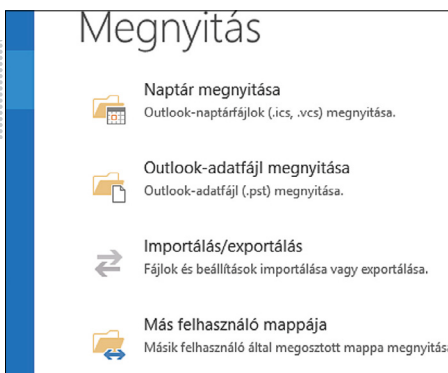 Megnyitás
Naptár megnyitása
Outlook-naptárfájlok (.ics, .vcs) megnyitása.
Outlook-adatfájl megnyitása
Outlook-adatfájl (.pst) megnyitása.
Importálás/exportálás
Fájlok és beállítások importálása vagy exportálása.
Más felhasználó mappája
Másik felhasználó által megosztott mappa megnyitás